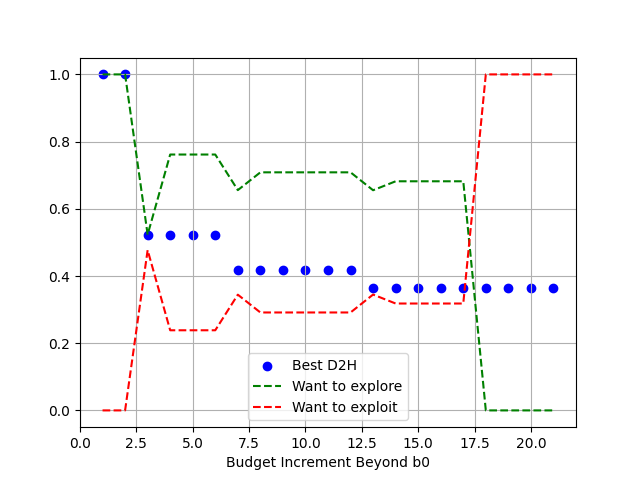 1.0
0.8
0.6
0.4
0.2
0.0
Best D2H
Want to explore
Want to exploit
0.0 2.5 5.0 7.5 10.0 12.5 15.0 17.5 20.0
Budget Increment Beyond b0